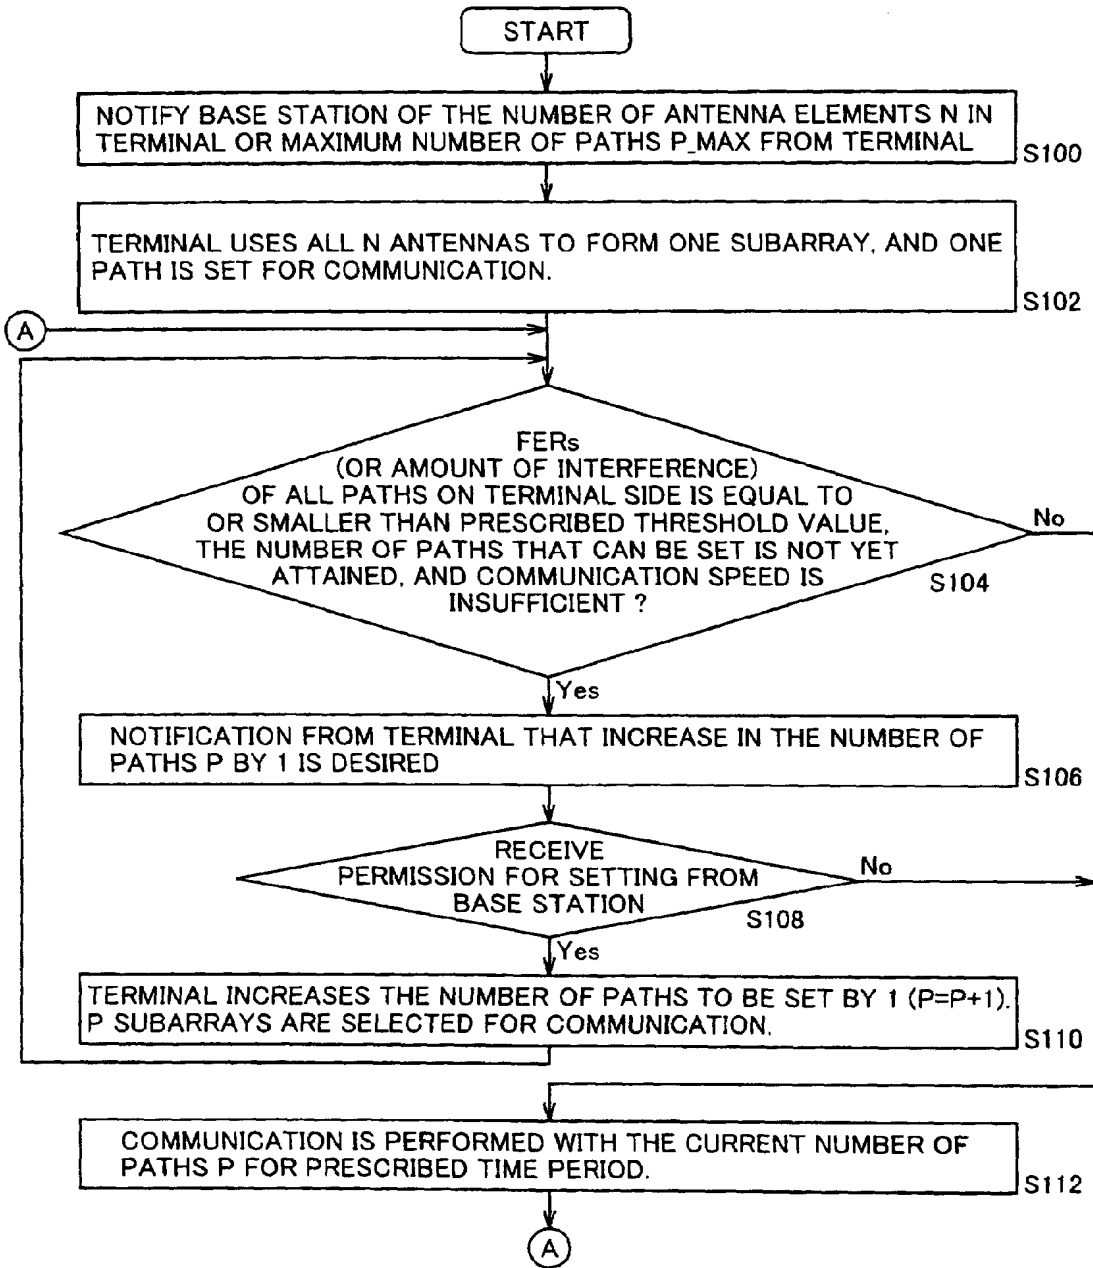 START
NOTIFY BASE STATION OF THE NUMBER OF ANTENNA ELEMENTS N IN
TERMINAL OR MAXIMUM NUMBER OF PATHS P_MAX FROM TERMINAL
S100
TERMINAL USES ALL N ANTENNAS TO FORM ONE SUBARRAY, AND ONE
PATH IS SET FOR COMMUNICATION.
S102
A
FERs
(OR AMOUNT OF INTERFERENCE)
OF ALL PATHS ON TERMINAL SIDE IS EQUAL TO
OR SMALLER THAN PRESCRIBED THRESHOLD VALUE,
THE NUMBER OF PATHS THAT CAN BE SET IS NOT YET
ATTAINED, AND COMMUNICATION SPEED IS
INSUFFICIENT ?
No
S104
Yes
NOTIFICATION FROM TERMINAL THAT INCREASE IN THE NUMBER OF
PATHS P BY 1 IS DESIRED
S106
RECEIVE
PERMISSION FOR SETTING FROM
BASE STATION
No
S108
Yes
TERMINAL INCREASES THE NUMBER OF PATHS TO BE SET BY 1 (P=P+1).
P SUBARRAYS ARE SELECTED FOR COMMUNICATION.
S110
COMMUNICATION IS PERFORMED WITH THE CURRENT NUMBER OF
PATHS P FOR PRESCRIBED TIME PERIOD.
S112
A